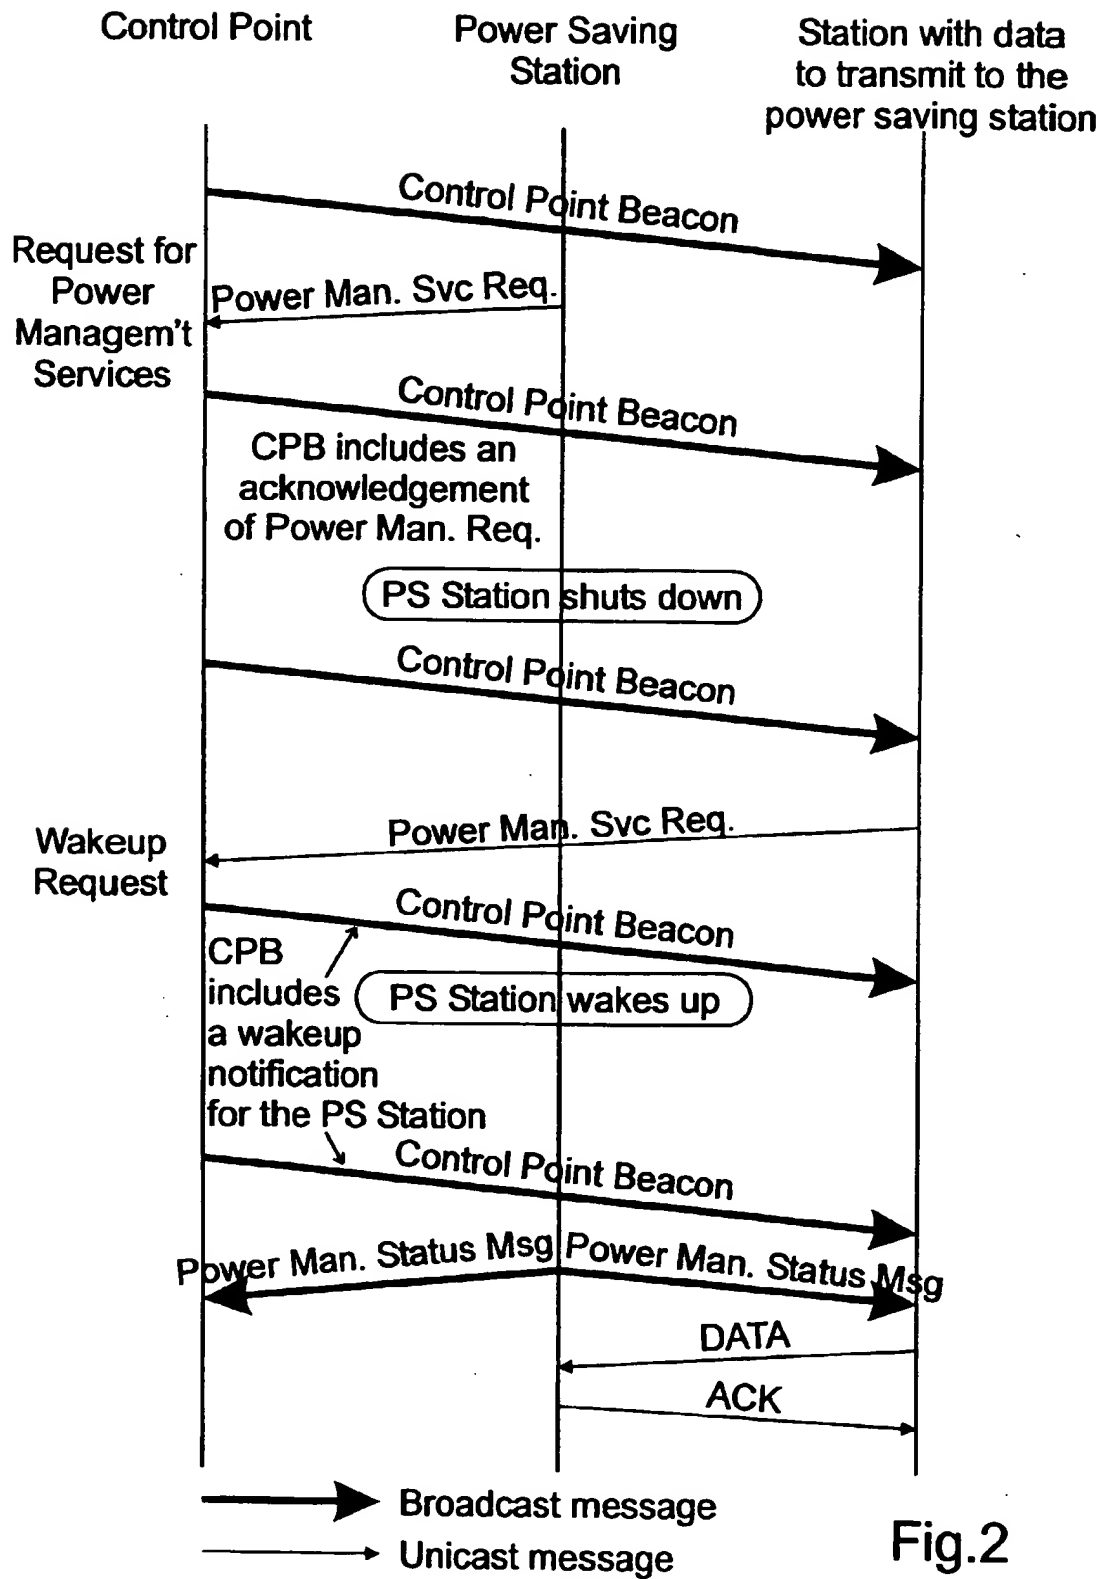 Control Point
Power Saving
Station
Station with data
to transmit to the
power saving station
Control Point Beacon
Request for
Power
Managem't
Services
Power Man. Svc Req.
Control Point Beacon
CPB includes an
acknowledgement
of Power Man. Req.
PS Station shuts down
Control Point Beacon
Power Man. Svc Req.
Wakeup
Request
Control Point Beacon
CPB
includes
a wakeup
notification
for the PS Station
PS Station wakes up
Control Point Beacon
Power Man. Status Msg
Power Man. Status Msg
DATA
ACK
Broadcast message
Unicast message
Fig.2